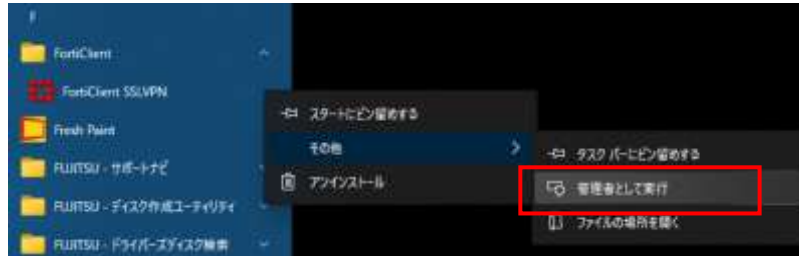 F
FortiClient
FortiClient SSLVPN
Fresh Paint
FUJITSU - サポートナビ
FUJITSU - ディスク作成ユーティリティ
FUJITSU - ドライバーズディスク検索
スタートにピン留めする
その他
アンインストール
タスク バーにピン留めする
管理者として実行
ファイルの場所を開く